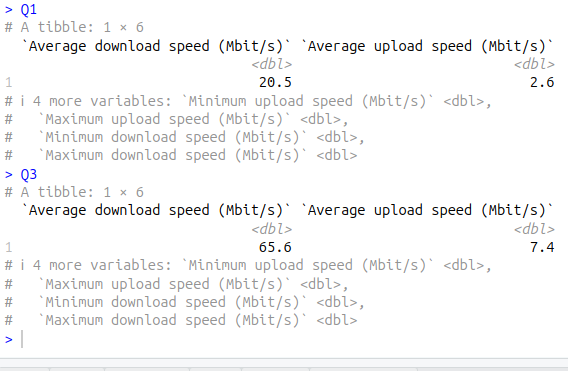 > Q1
# A tibble: 1 × 6
`Average download speed (Mbit/s)` `Average upload speed (Mbit/s)`
<dbl> <dbl>
1 20.5 2.6
# ℹ 4 more variables: `Minimum upload speed (Mbit/s)` <dbl>,
# `Maximum upload speed (Mbit/s)` <dbl>,
# `Minimum download speed (Mbit/s)` <dbl>,
# `Maximum download speed (Mbit/s)` <dbl>
> Q3
# A tibble: 1 × 6
`Average download speed (Mbit/s)` `Average upload speed (Mbit/s)`
<dbl> <dbl>
1 65.6 7.4
# ℹ 4 more variables: `Minimum upload speed (Mbit/s)` <dbl>,
# `Maximum upload speed (Mbit/s)` <dbl>,
# `Minimum download speed (Mbit/s)` <dbl>,
# `Maximum download speed (Mbit/s)` <dbl>
>